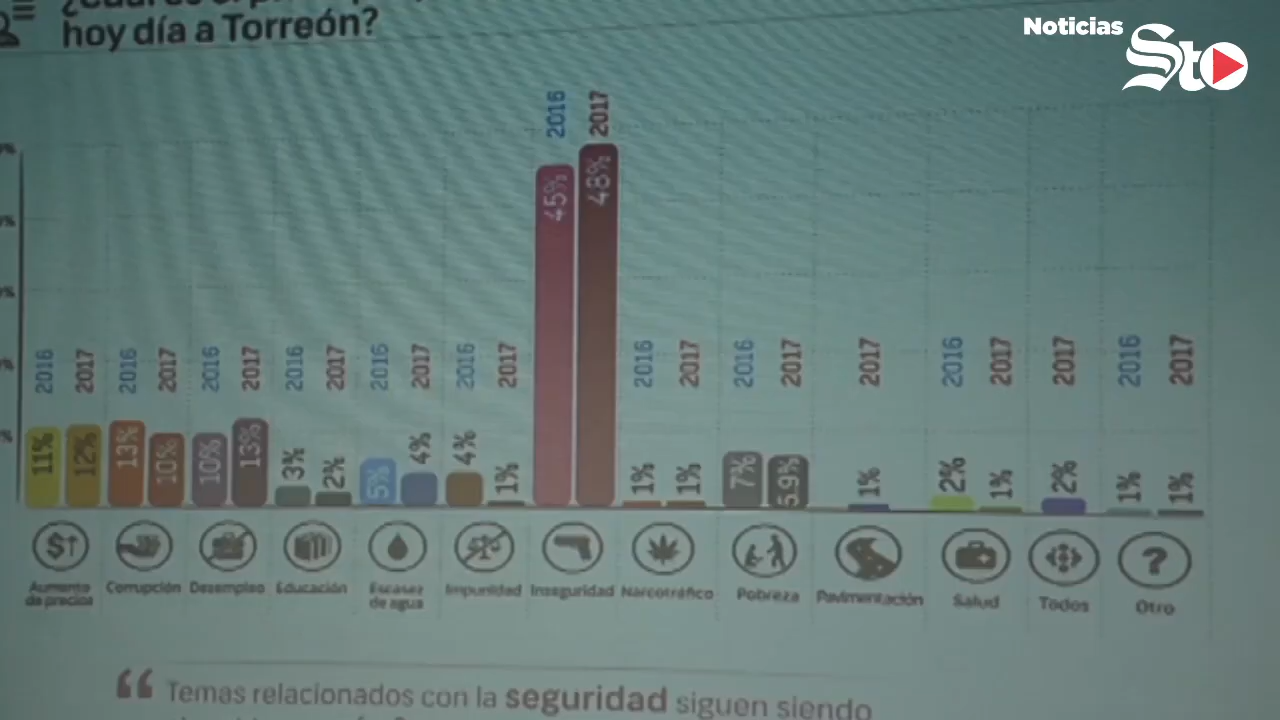 hoy día a Torreón?
Noticias
Sto
2016 2017
45% 48%
2016 2017 2016 2017 2016 2017 2016 2017 2016 2017 2016 2017 2016 2017 2016 2017 2017 2016 2017 2017 2016 2017
11% 12% 13% 10% 10% 13% 3% 2% 5% 4% 4% 1% 1% 1% 7% 5.9% 1% 2% 1% 2% 1% 1%
$
?
Aumento de precios
Corrupción
Desempleo
Educación
Escasez de agua
Impunidad
Inseguridad
Narcotráfico
Pobreza
Pavimentación
Salud
Todos
Otro
“ Temas relacionados con la seguridad siguen siendo